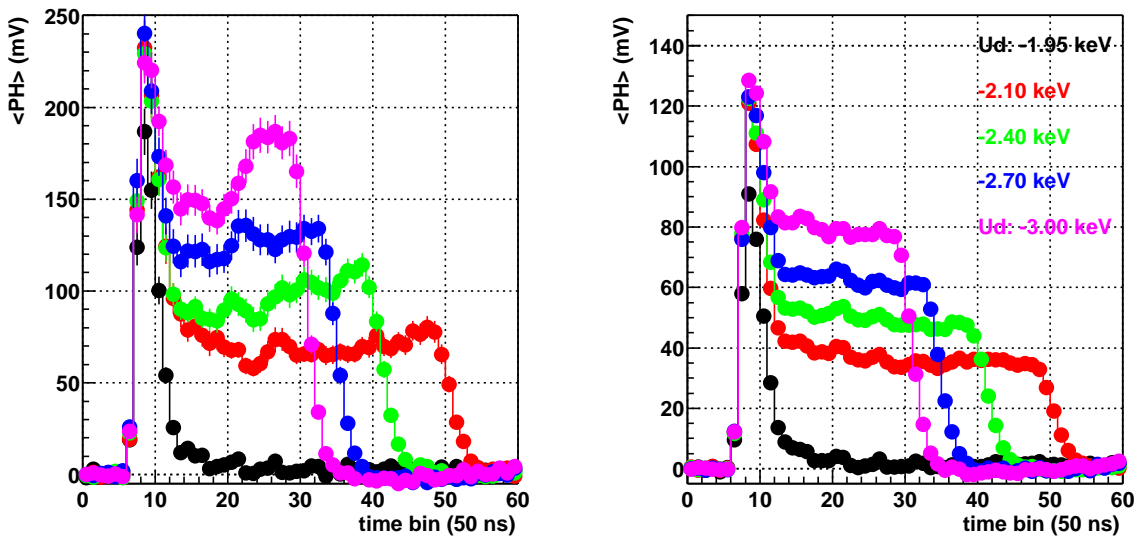 <PH> (mV)
250
200
150
100
50
0
0 10 20 30 40 50 60
time bin (50 ns)
<PH> (mV)
140
120
100
80
60
40
20
0
Ud: -1.95 keV
-2.10 keV
-2.40 keV
-2.70 keV
Ud: -3.00 keV
0 10 20 30 40 50 60
time bin (50 ns)